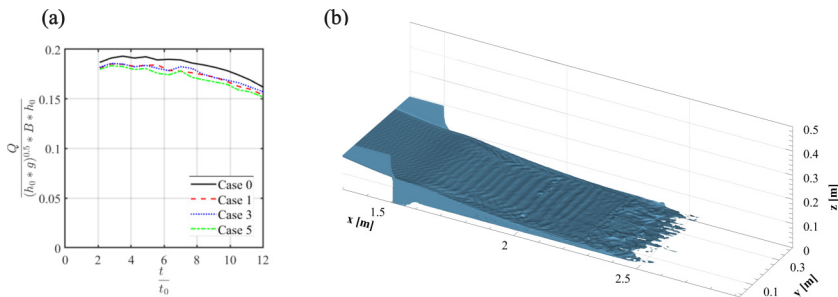 (a)
0.2
0.15
0.1
0.05
0
Q
(h₀ * g)^0.5 * B * h₀
Case 0
Case 1
Case 3
Case 5
0 2 4 6 8 10 12
t
t₀
(b)
0.5
0.4
0.3
0.2
0.1
0
z [m]
x [m]
1.5
2
2.5
0.3
0.1
y [m]